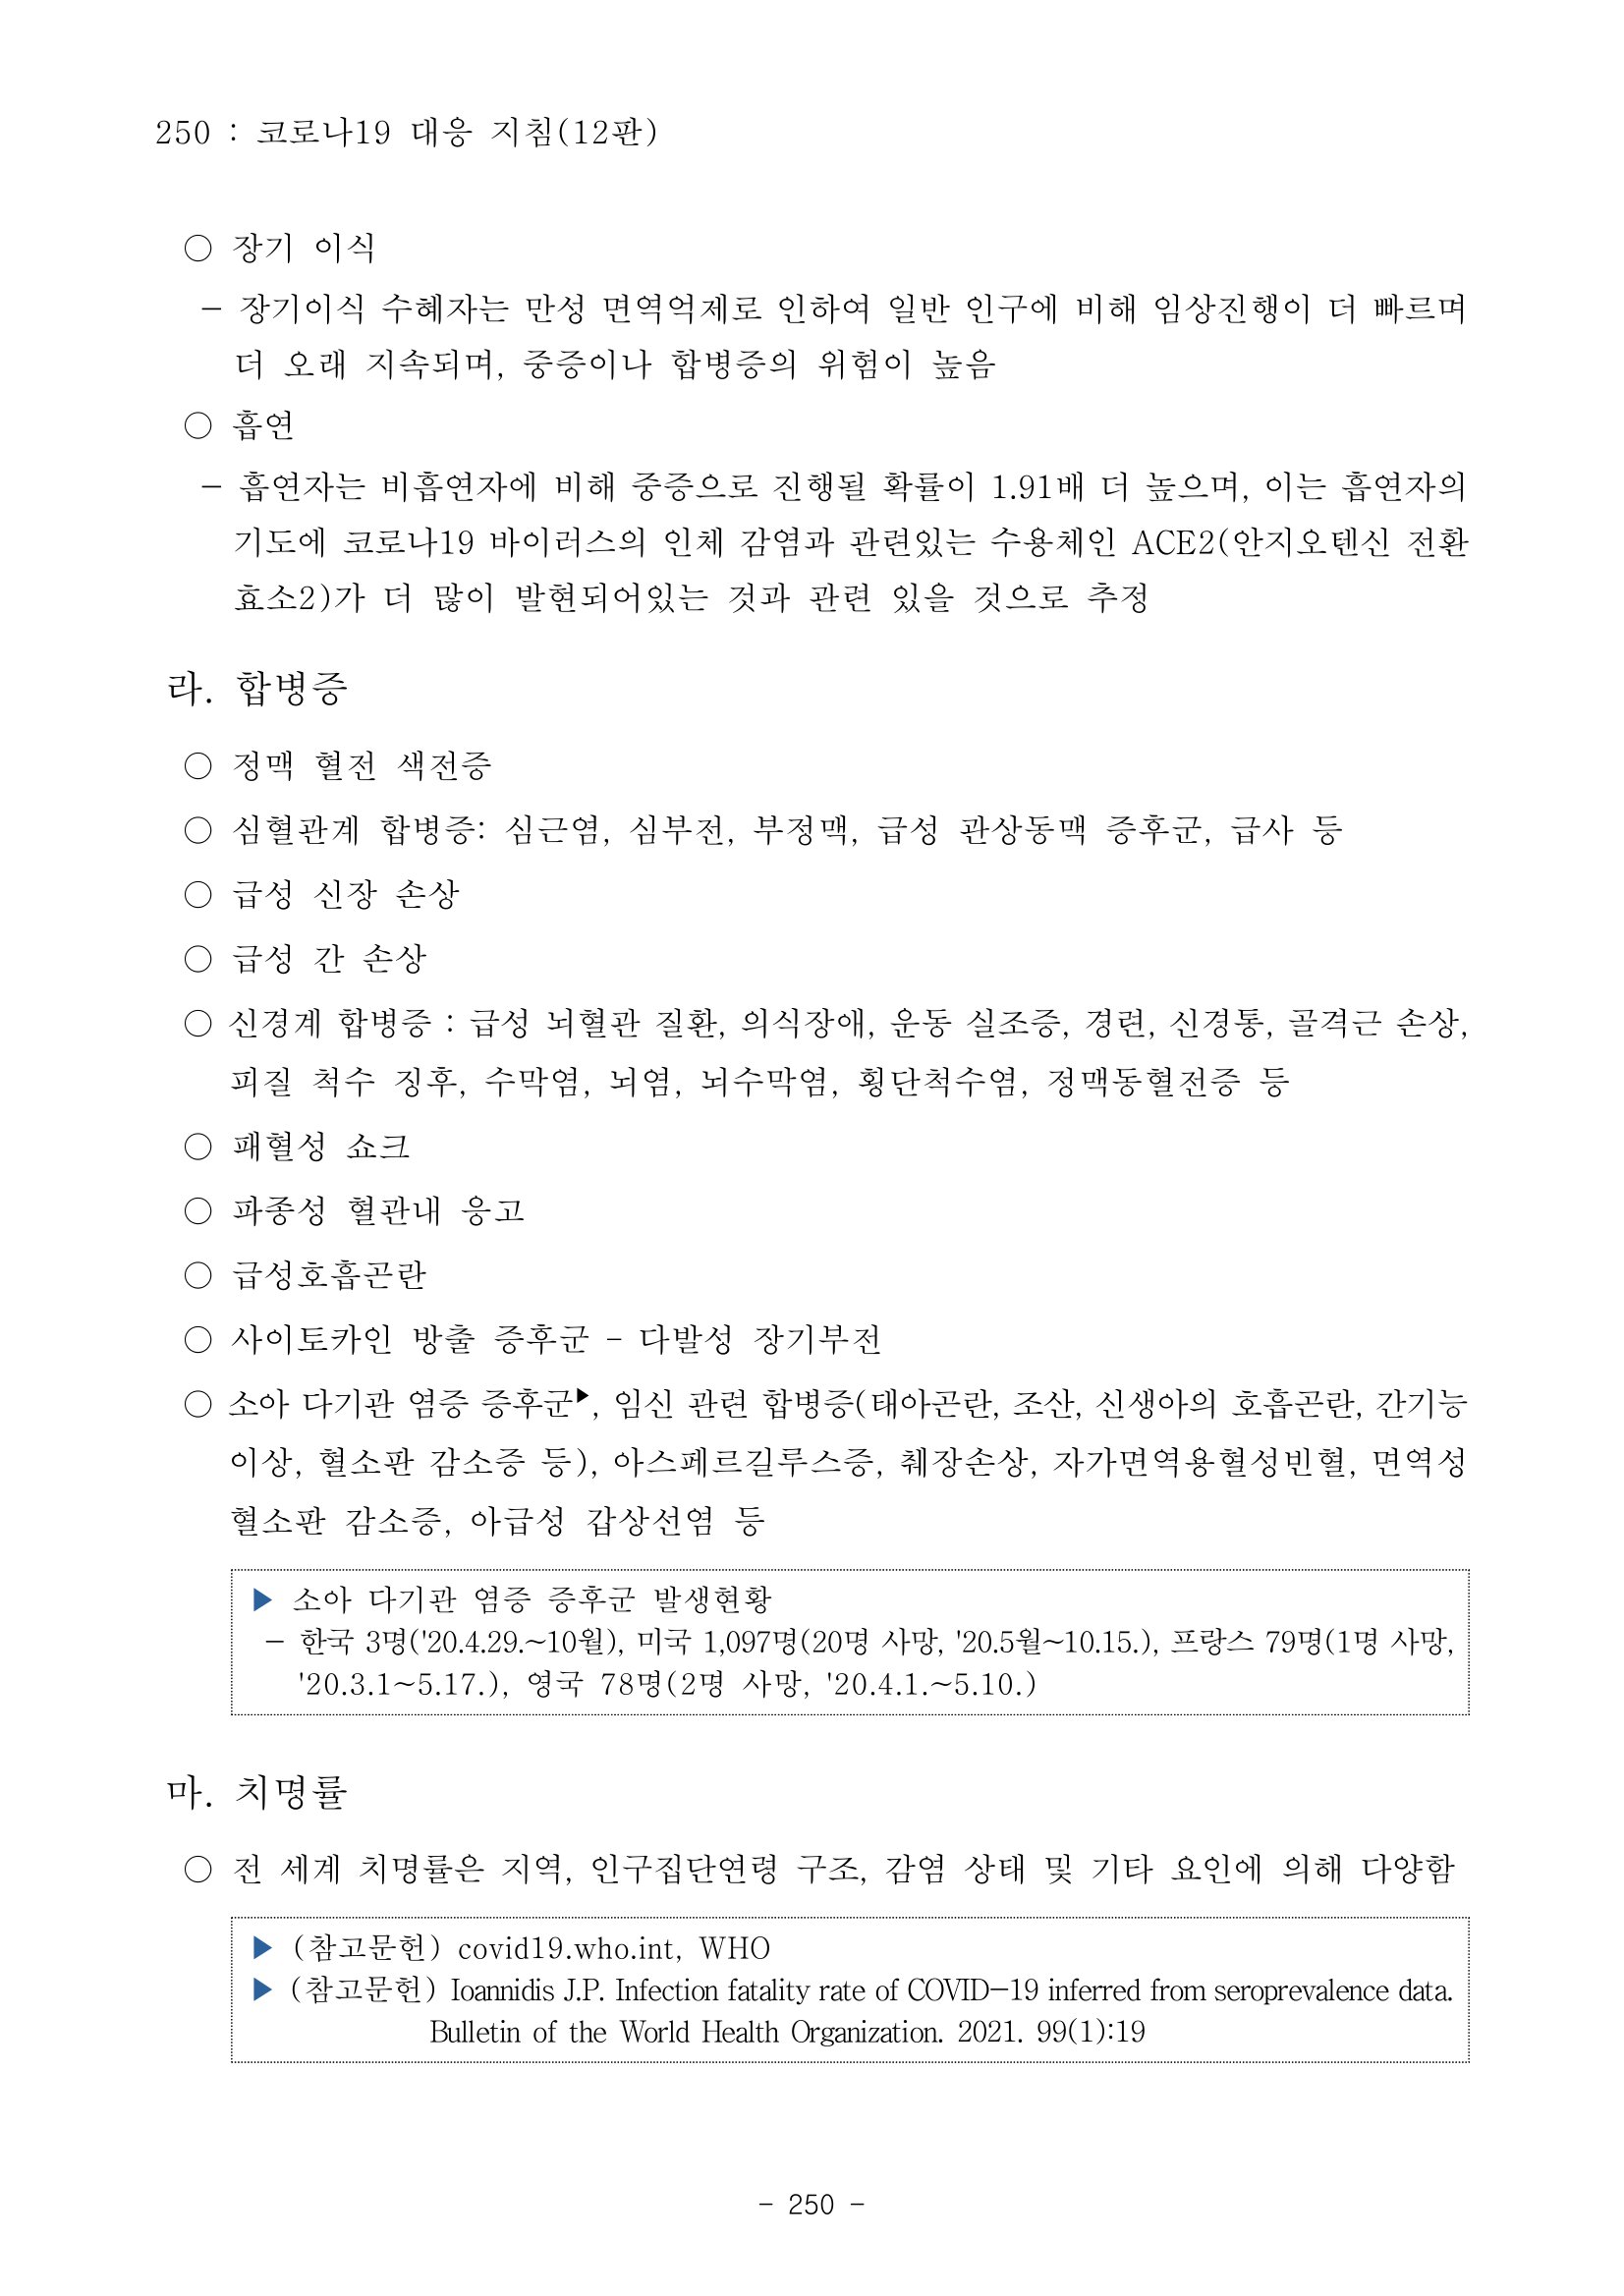 250 : 코로나19 대응 지침(12판)
○ 장기 이식
- 장기이식 수혜자는 만성 면역억제로 인하여 일반 인구에 비해 임상진행이 더 빠르며
더 오래 지속되며, 중증이나 합병증의 위험이 높음
○ 흡연
- 흡연자는 비흡연자에 비해 중증으로 진행될 확률이 1.91배 더 높으며, 이는 흡연자의
기도에 코로나19 바이러스의 인체 감염과 관련있는 수용체인 ACE2(안지오텐신 전환
효소2)가 더 많이 발현되어있는 것과 관련 있을 것으로 추정
라. 합병증
○ 정맥 혈전 색전증
○ 심혈관계 합병증: 심근염, 심부전, 부정맥, 급성 관상동맥 증후군, 급사 등
○ 급성 신장 손상
○ 급성 간 손상
○ 신경계 합병증 : 급성 뇌혈관 질환, 의식장애, 운동 실조증, 경련, 신경통, 골격근 손상,
피질 척수 징후, 수막염, 뇌염, 뇌수막염, 횡단척수염, 정맥동혈전증 등
○ 패혈성 쇼크
○ 파종성 혈관내 응고
○ 급성호흡곤란
○ 사이토카인 방출 증후군 - 다발성 장기부전
○ 소아 다기관 염증 증후군▶, 임신 관련 합병증(태아곤란, 조산, 신생아의 호흡곤란, 간기능
이상, 혈소판 감소증 등), 아스페르길루스증, 췌장손상, 자가면역용혈성빈혈, 면역성
혈소판 감소증, 아급성 갑상선염 등
▶ 소아 다기관 염증 증후군 발생현황
- 한국 3명('20.4.29.~10월), 미국 1,097명(20명 사망, '20.5월~10.15.), 프랑스 79명(1명 사망,
'20.3.1~5.17.), 영국 78명(2명 사망, '20.4.1.~5.10.)
마. 치명률
○ 전 세계 치명률은 지역, 인구집단연령 구조, 감염 상태 및 기타 요인에 의해 다양함
▶ (참고문헌) covid19.who.int, WHO
▶ (참고문헌) Ioannidis J.P. Infection fatality rate of COVID-19 inferred from seroprevalence data.
Bulletin of the World Health Organization. 2021. 99(1):19
- 250 -